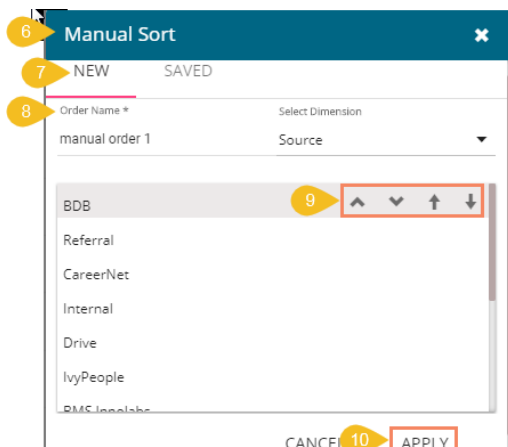 6 Manual Sort
7 NEW SAVED
8 Order Name * Select Dimension
manual order 1 Source
BDB 9
Referral
CareerNet
Internal
Drive
IvyPeople
10 APPLY